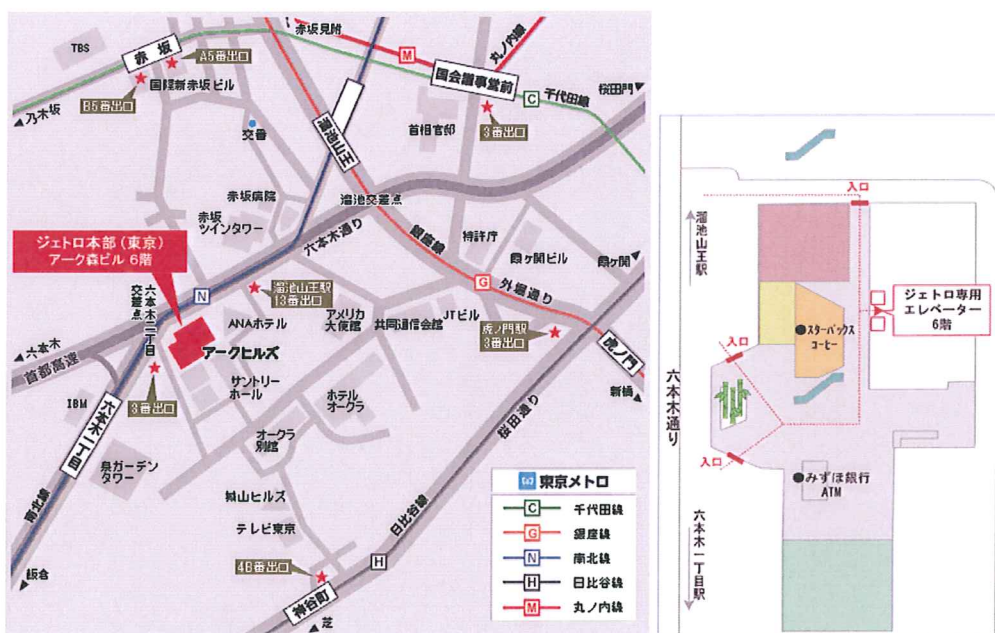 TBS
赤坂
A5番出口
赤坂見附
丸ノ内線
M
国際新赤坂ビル
国会議事堂前
B5番出口
乃木坂
交番
溜池山王
首相官邸
C
千代田線
桜田門
3番出口
赤坂病院
溜池交差点
赤坂
ツインタワー
六本木通り
銀座線
特許庁
霞ヶ関ビル
霞ヶ関
ジェトロ本部(東京)
アーク森ビル 6階
六本木二丁目
交差点
N
溜池山王駅
13番出口
G
外堀通り
ANAホテル
アメリカ
大使館
共同通信会館
JTビル
虎ノ門駅
3番出口
虎ノ門
六本木
首都高速
アークヒルズ
新橋
3番出口
サントリー
ホール
ホテル
オークラ
IBM
六本木一丁目
桜田通り
オークラ
別館
泉ガーデン
タワー
城山ヒルズ
南北線
テレビ東京
日比谷線
飯倉
4B番出口
H
神谷町
芝
東京メトロ
C 千代田線
G 銀座線
N 南北線
H 日比谷線
M 丸ノ内線
入口
溜池山王駅
ジェトロ専用
エレベーター
6階
スターバックス
コーヒー
入口
六本木通り
入口
みずほ銀行
ATM
六本木一丁目駅